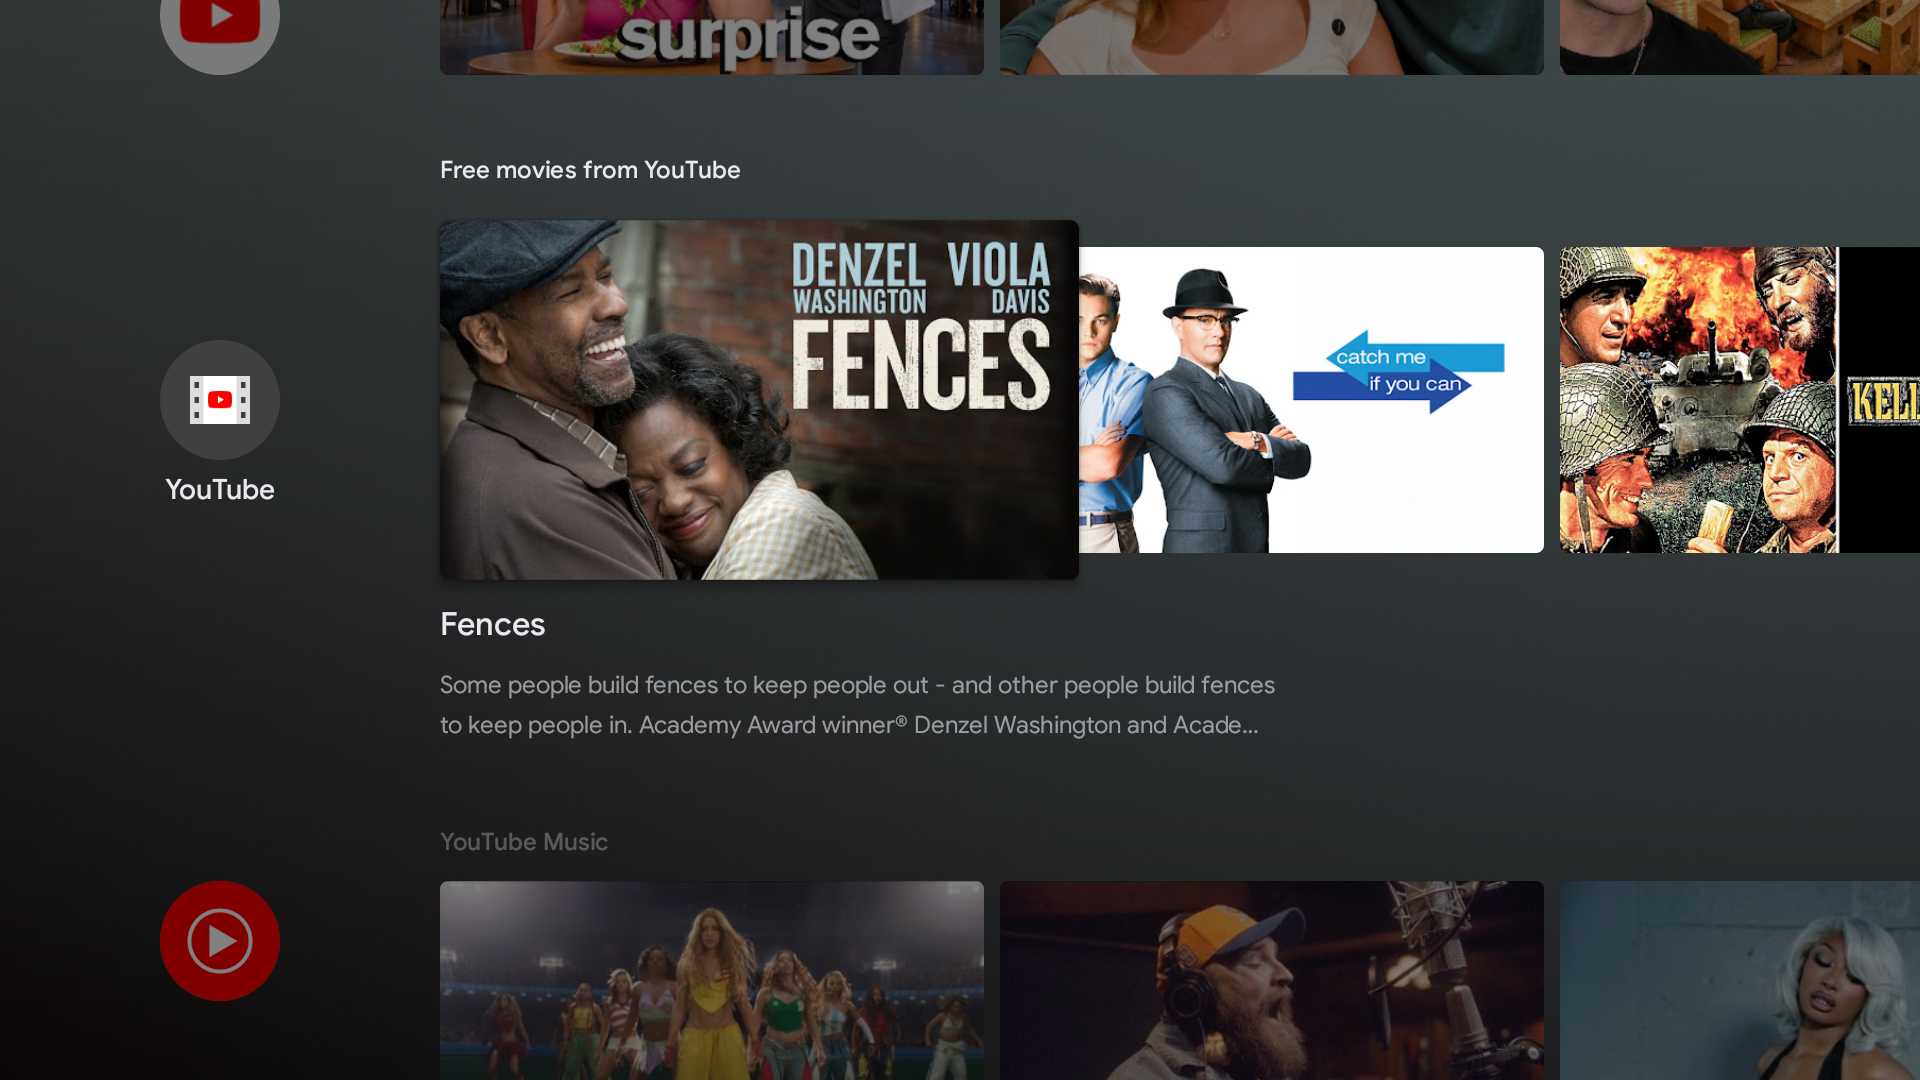 surprise
Free movies from YouTube
DENZEL VIOLA
WASHINGTON DAVIS
FENCES
catch me
if you can
KELL
YouTube
Fences
Some people build fences to keep people out - and other people build fences
to keep people in. Academy Award winner® Denzel Washington and Acade...
YouTube Music